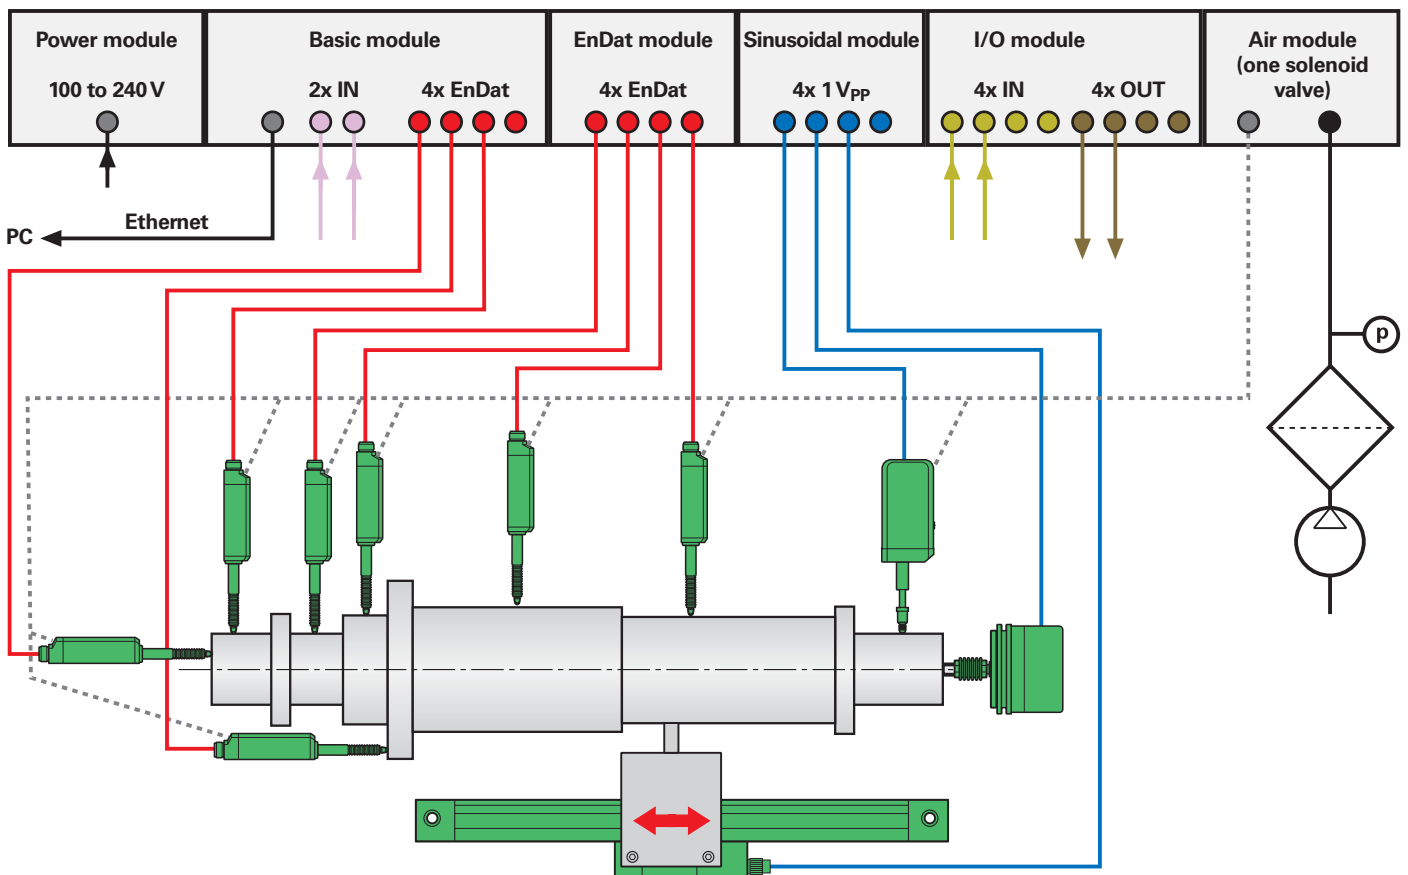 Power module
100 to 240 V
Basic module
2x IN
4x EnDat
EnDat module
4x EnDat
Sinusoidal module
4x 1 VPP
I/O module
4x IN
4x OUT
Air module
(one solenoid
valve)
Ethernet
PC
p